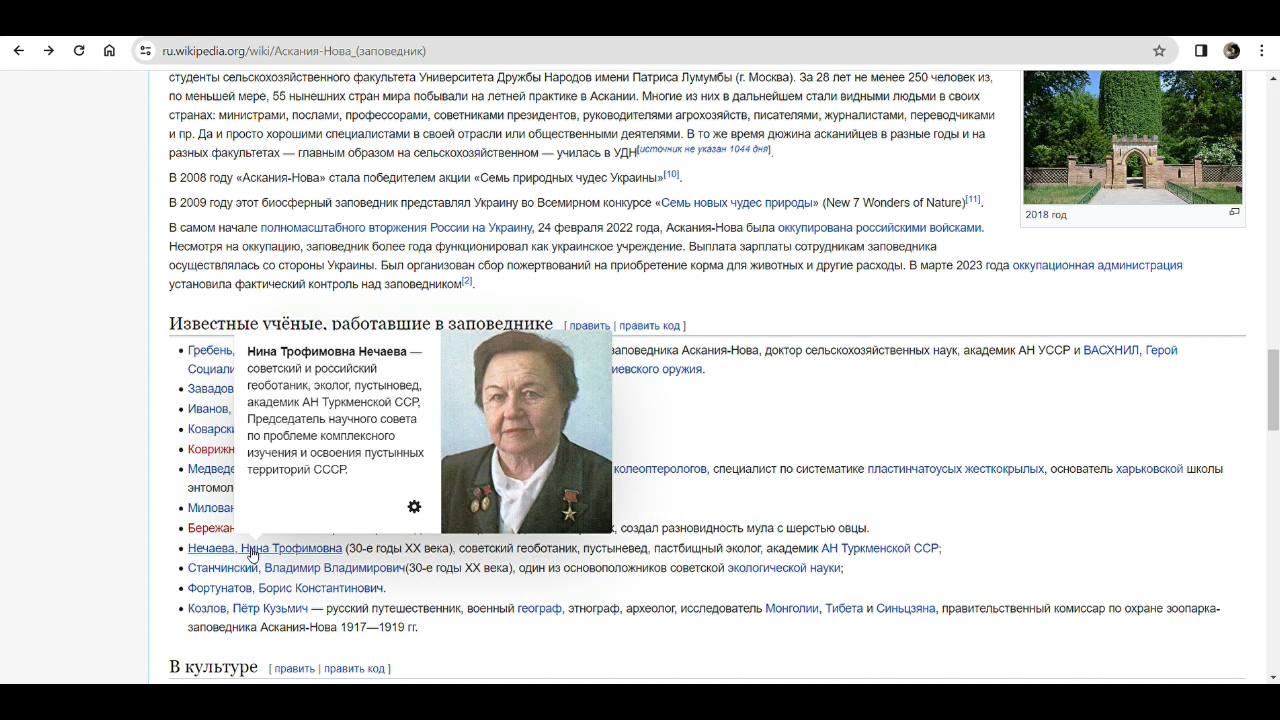 ru.wikipedia.org/wiki/Аскания-Нова_(заповедник)
студенты сельскохозяйственного факультета Университета Дружбы Народов имени Патриса Лумумбы (г. Москва). За 28 лет не менее 250 человек из,
по меньшей мере, 55 нынешних стран мира побывали на летней практике в Аскании. Многие из них в дальнейшем стали видными людьми в своих
странах: министрами, послами, профессорами, советниками президентов, руководителями агрохозяйств, писателями, журналистами, переводчиками
и пр. Да и просто хорошими специалистами в своей отрасли или общественными деятелями. В то же время дюжина асканийцев в разные годы и на
разных факультетах — главным образом на сельскохозяйственном — училась в УДН[источник не указан 1044 дня].
В 2008 году «Аскания-Нова» стала победителем акции «Семь природных чудес Украины»[10].
В 2009 году этот биосферный заповедник представлял Украину во Всемирном конкурсе «Семь новых чудес природы» (New 7 Wonders of Nature)[11].
2018 год
В самом начале полномасштабного вторжения России на Украину, 24 февраля 2022 года, Аскания-Нова была оккупирована российскими войсками.
Несмотря на оккупацию, заповедник более года функционировал как украинское учреждение. Выплата зарплаты сотрудникам заповедника
осуществлялась со стороны Украины. Был организован сбор пожертвований на приобретение корма для животных и другие расходы. В марте 2023 года оккупационная администрация
установила фактический контроль над заповедником[2].
Известные учёные, работавшие в заповеднике [ править | править код ]
Гребень, заповедника Аскания-Нова, доктор сельскохозяйственных наук, академик АН УССР и ВАСХНИЛ, Герой
Нина Трофимовна Нечаева —
советский и российский
геоботаник, эколог, пустыновед,
академик АН Туркменской ССР,
Председатель научного совета
по проблеме комплексного
изучения и освоения пустынных
территорий СССР.
Социали иевского оружия.
Завадов
Иванов,
Коварск
Коврижн
Медведе колеоптерологов, специалист по систематике пластинчатоусых жесткокрылых, основатель харьковской школы
энтомол
Милован
Бережан х, создал разновидность мула с шерстью овцы.
Нечаева, Нина Трофимовна (30-е годы XX века), советский геоботаник, пустыневед, пастбищный эколог, академик АН Туркменской ССР;
Станчинский, Владимир Владимирович(30-е годы XX века), один из основоположников советской экологической науки;
Фортунатов, Борис Константинович.
Козлов, Пётр Кузьмич — русский путешественник, военный географ, этнограф, археолог, исследователь Монголии, Тибета и Синьцзяна, правительственный комиссар по охране зоопарка-
заповедника Аскания-Нова 1917—1919 гг.
В культуре [ править | править код ]